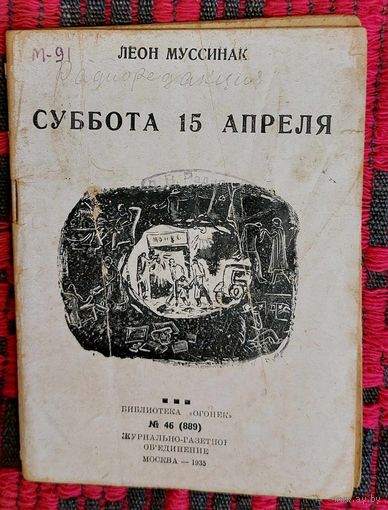 М-91
ЛЕОН МУССИНАК
Радиоредакция
СУББОТА 15 АПРЕЛЯ
БИБЛИОТЕКА «ОГОНЕК»
№ 46 (889)
ЖУРНАЛЬНО-ГАЗЕТНОЕ
ОБЪЕДИНЕНИЕ
МОСКВА — 1935